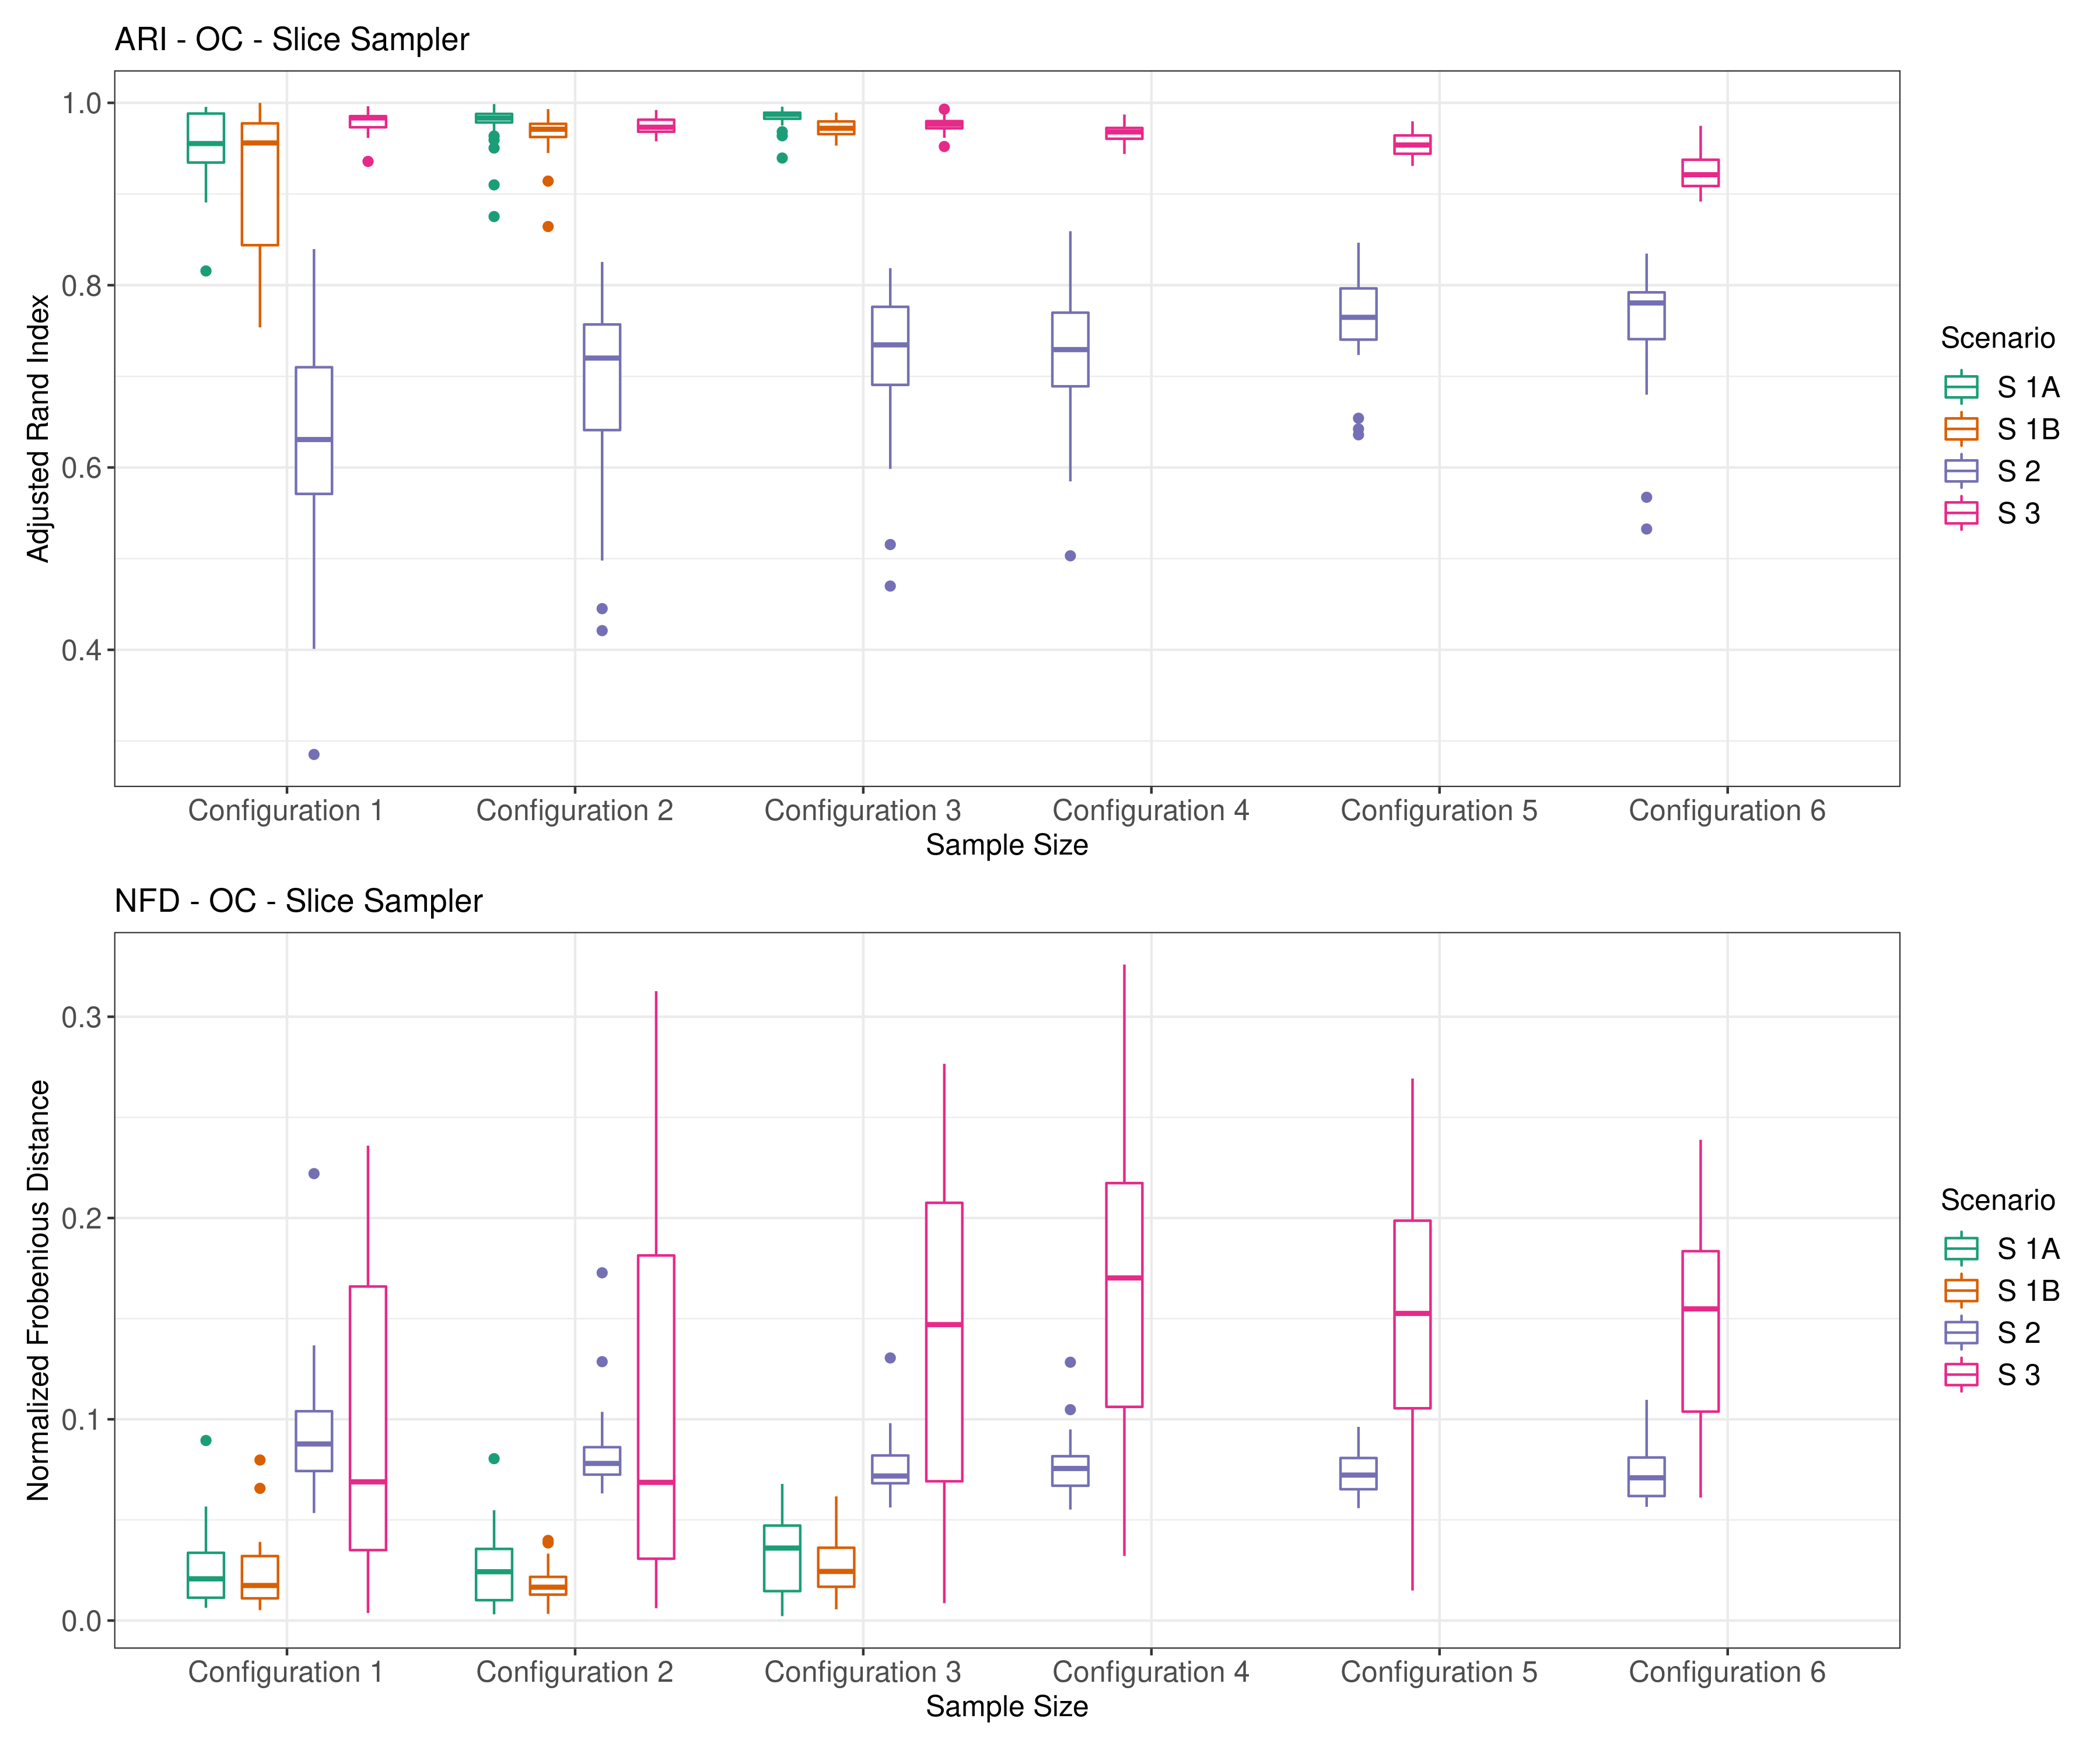 ARI - OC - Slice Sampler
1.0
0.8
0.6
0.4
Adjusted Rand Index
Configuration 1
Configuration 2
Configuration 3
Configuration 4
Configuration 5
Configuration 6
Sample Size
Scenario
S 1A
S 1B
S 2
S 3
NFD - OC - Slice Sampler
0.3
0.2
0.1
0.0
Normalized Frobenious Distance
Configuration 1
Configuration 2
Configuration 3
Configuration 4
Configuration 5
Configuration 6
Sample Size
Scenario
S 1A
S 1B
S 2
S 3